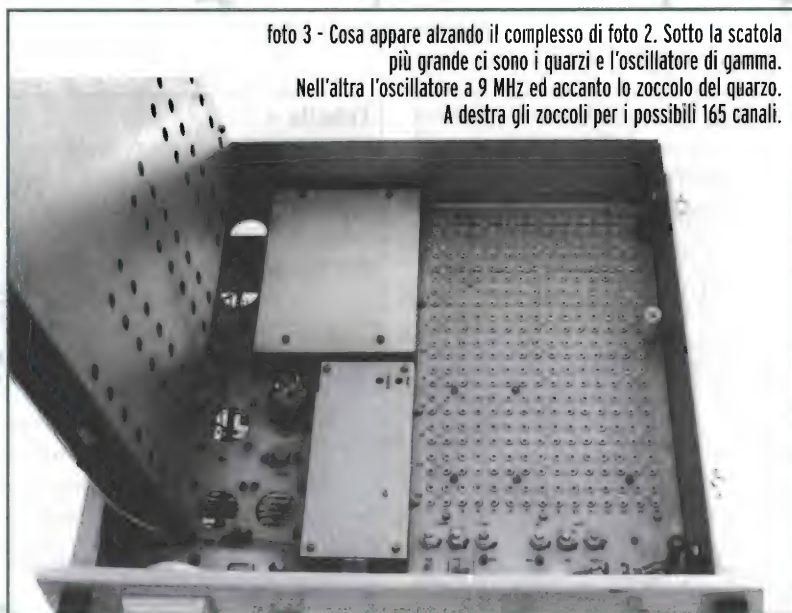 foto 3 - Cosa appare alzando il complesso di foto 2. Sotto la scatola
più grande ci sono i quarzi e l'oscillatore di gamma.
Nell'altra l'oscillatore a 9 MHz ed accanto lo zoccolo del quarzo.
A destra gli zoccoli per i possibili 165 canali.